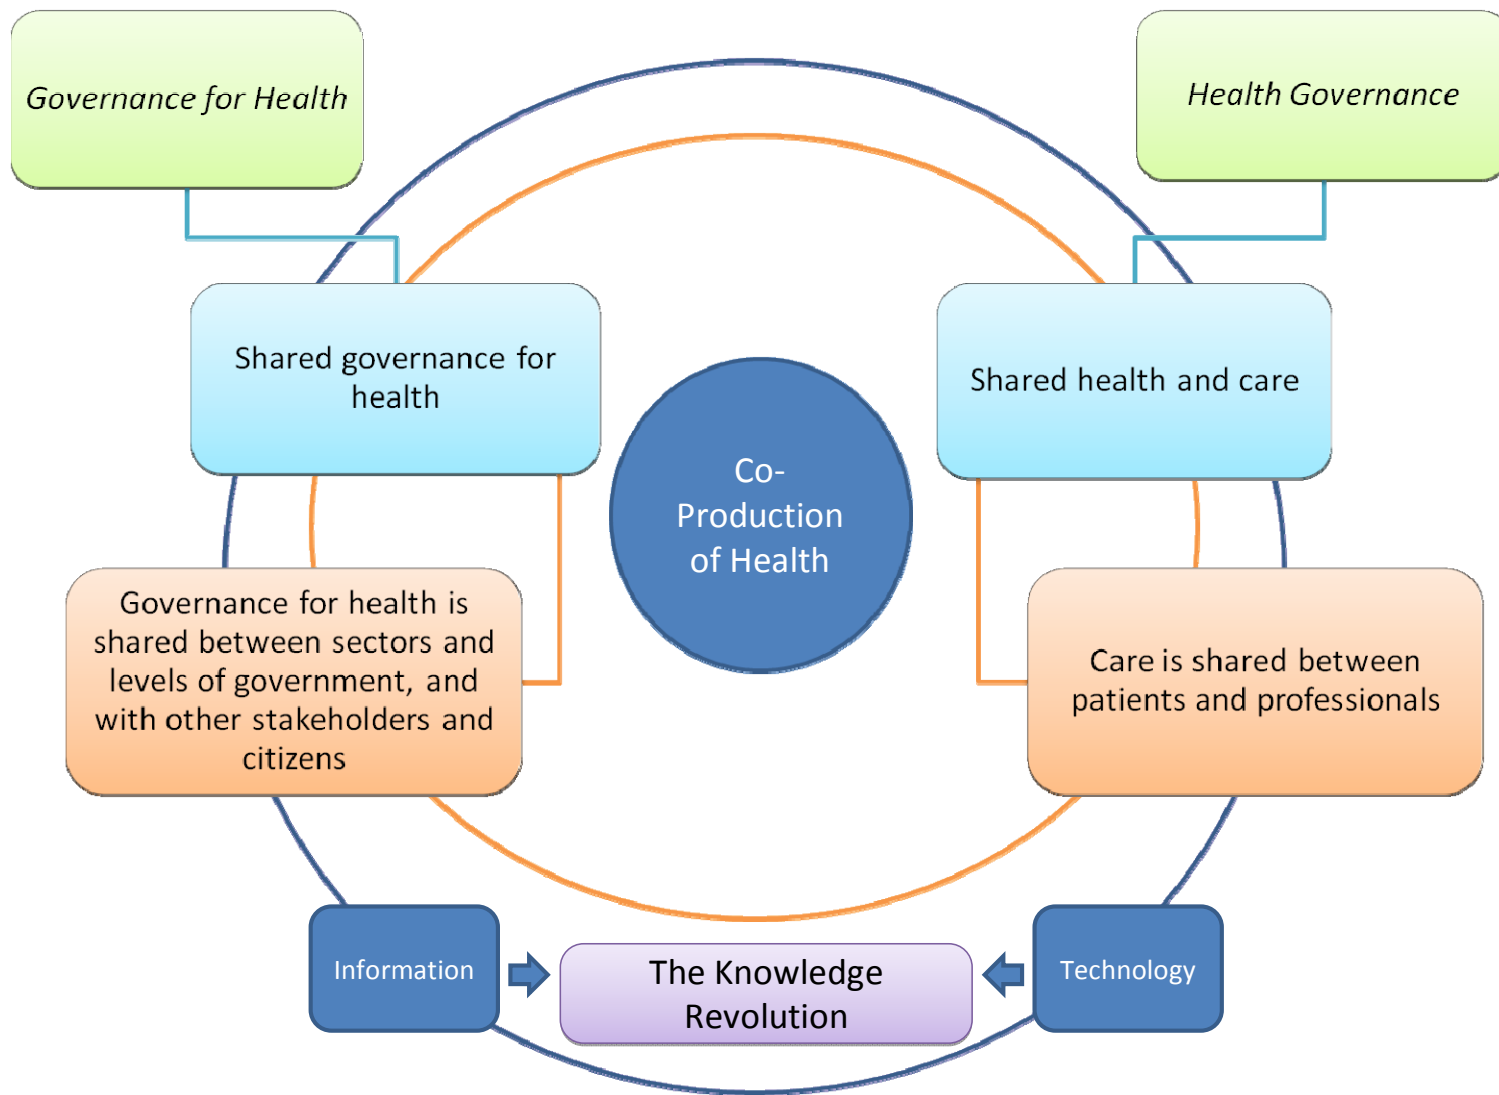 Governance for Health
Health Governance
Shared governance for
health
Shared health and care
Co-
Production
of Health
Governance for health is
shared between sectors and
levels of government, and
with other stakeholders and
citizens
Care is shared between
patients and professionals
Information
The Knowledge
Revolution
Technology